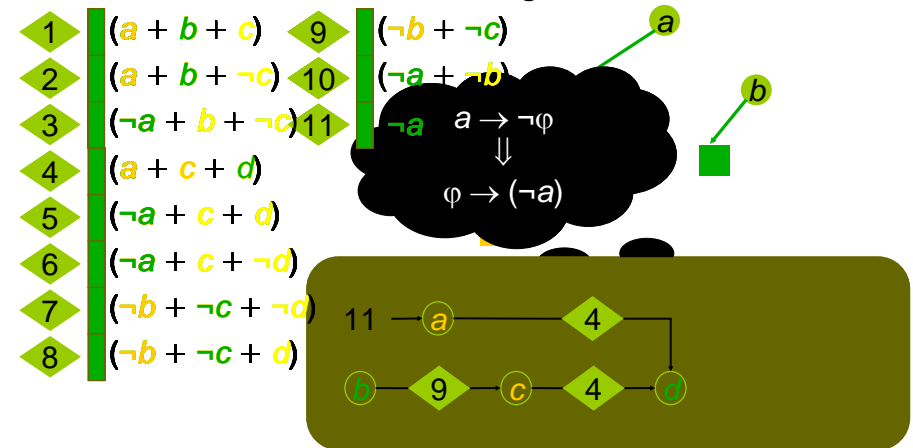 1 (a + b + c)
2 (a + b + ¬c)
3 (¬a + b + ¬c)
4 (a + c + d)
5 (¬a + c + d)
6 (¬a + c + ¬d)
7 (¬b + ¬c + ¬d)
8 (¬b + ¬c + d)
9 (¬b + ¬c)
10 (¬a + ¬b)
11 ¬a
a → ¬φ
⇓
φ → (¬a)
a
b
11 a 4
b 9 c 4 d